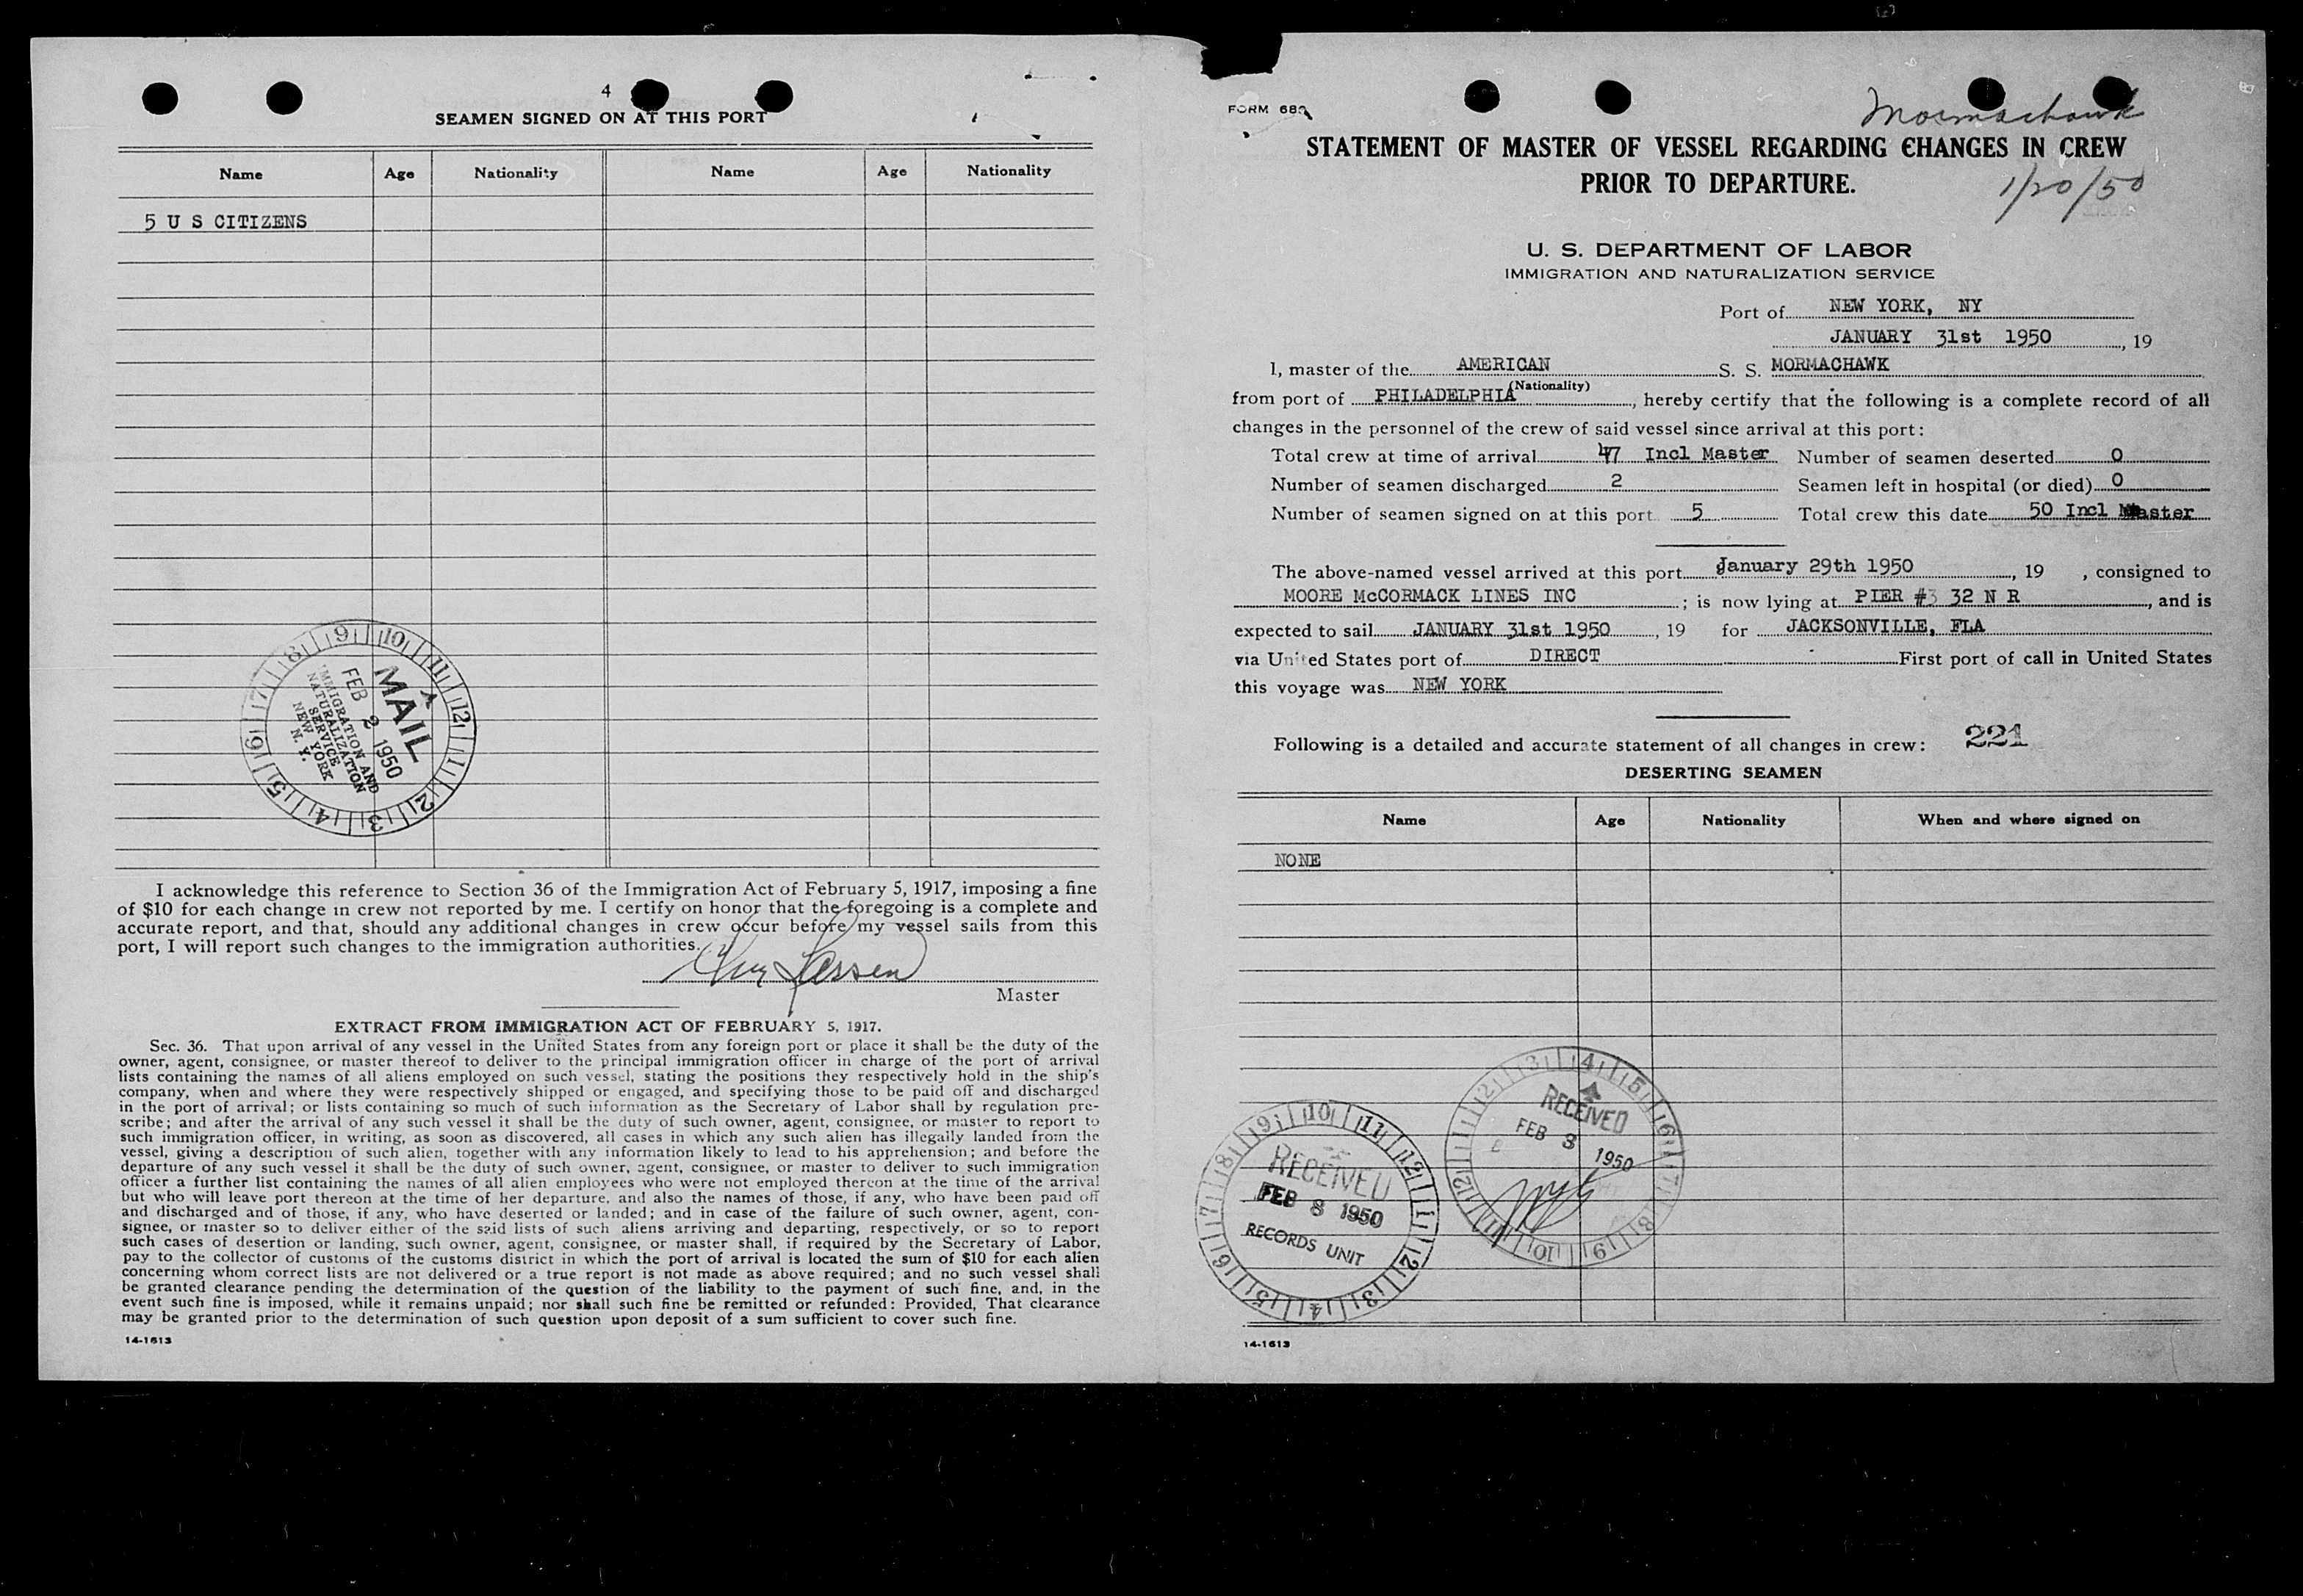 4
SEAMEN SIGNED ON AT THIS PORT
Name Age Nationality Name Age Nationality
5 U S CITIZENS
MAIL
FEB 2 1950
IMMIGRATION AND
NATURALIZATION
SERVICE
NEW YORK
N. Y.
I acknowledge this reference to Section 36 of the Immigration Act of February 5, 1917, imposing a fine
of $10 for each change in crew not reported by me. I certify on honor that the foregoing is a complete and
accurate report, and that, should any additional changes in crew occur before my vessel sails from this
port, I will report such changes to the immigration authorities.
Lassen
Master
EXTRACT FROM IMMIGRATION ACT OF FEBRUARY 5, 1917.
Sec. 36. That upon arrival of any vessel in the United States from any foreign port or place it shall be the duty of the
owner, agent, consignee, or master thereof to deliver to the principal immigration officer in charge of the port of arrival
lists containing the names of all aliens employed on such vessel, stating the positions they respectively hold in the ship's
company, when and where they were respectively shipped or engaged, and specifying those to be paid off and discharged
in the port of arrival; or lists containing so much of such information as the Secretary of Labor shall by regulation pre-
scribe; and after the arrival of any such vessel it shall be the duty of such owner, agent, consignee, or master to report to
such immigration officer, in writing, as soon as discovered, all cases in which any such alien has illegally landed from the
vessel, giving a description of such alien, together with any information likely to lead to his apprehension; and before the
departure of any such vessel it shall be the duty of such owner, agent, consignee, or master to deliver to such immigration
officer a further list containing the names of all alien employees who were not employed thereon at the time of the arrival
but who will leave port thereon at the time of her departure, and also the names of those, if any, who have been paid off
and discharged and of those, if any, who have deserted or landed; and in case of the failure of such owner, agent, con-
signee, or master so to deliver either of the said lists of such aliens arriving and departing, respectively, or so to report
such cases of desertion or landing, such owner, agent, consignee, or master shall, if required by the Secretary of Labor,
pay to the collector of customs of the customs district in which the port of arrival is located the sum of $10 for each alien
concerning whom correct lists are not delivered or a true report is not made as above required; and no such vessel shall
be granted clearance pending the determination of the question of the liability to the payment of such fine, and, in the
event such fine is imposed, while it remains unpaid; nor shall such fine be remitted or refunded: Provided, That clearance
may be granted prior to the determination of such question upon deposit of a sum sufficient to cover such fine.
14-1613
FORM 680
Mormachawk
STATEMENT OF MASTER OF VESSEL REGARDING CHANGES IN CREW
PRIOR TO DEPARTURE.
1/20/50
U. S. DEPARTMENT OF LABOR
IMMIGRATION AND NATURALIZATION SERVICE
Port of NEW YORK, NY
JANUARY 31st 1950, 19
I, master of the AMERICAN S. S. MORMACHAWK
(Nationality)
from port of PHILADELPHIA, hereby certify that the following is a complete record of all
changes in the personnel of the crew of said vessel since arrival at this port:
Total crew at time of arrival 47 Incl Master Number of seamen deserted 0
Number of seamen discharged 2 Seamen left in hospital (or died) 0
Number of seamen signed on at this port 5 Total crew this date 50 Incl Master
The above-named vessel arrived at this port January 29th 1950, 19 , consigned to
MOORE McCORMACK LINES INC ; is now lying at PIER # 32 N R, and is
expected to sail JANUARY 31st 1950, 19 for JACKSONVILLE, FLA
via United States port of DIRECT First port of call in United States
this voyage was NEW YORK
Following is a detailed and accurate statement of all changes in crew: 221
DESERTING SEAMEN
Name Age Nationality When and where signed on
NONE
RECEIVED
FEB 3 1950
RECEIVED
FEB 8 1950
RECORDS UNIT
14-1613